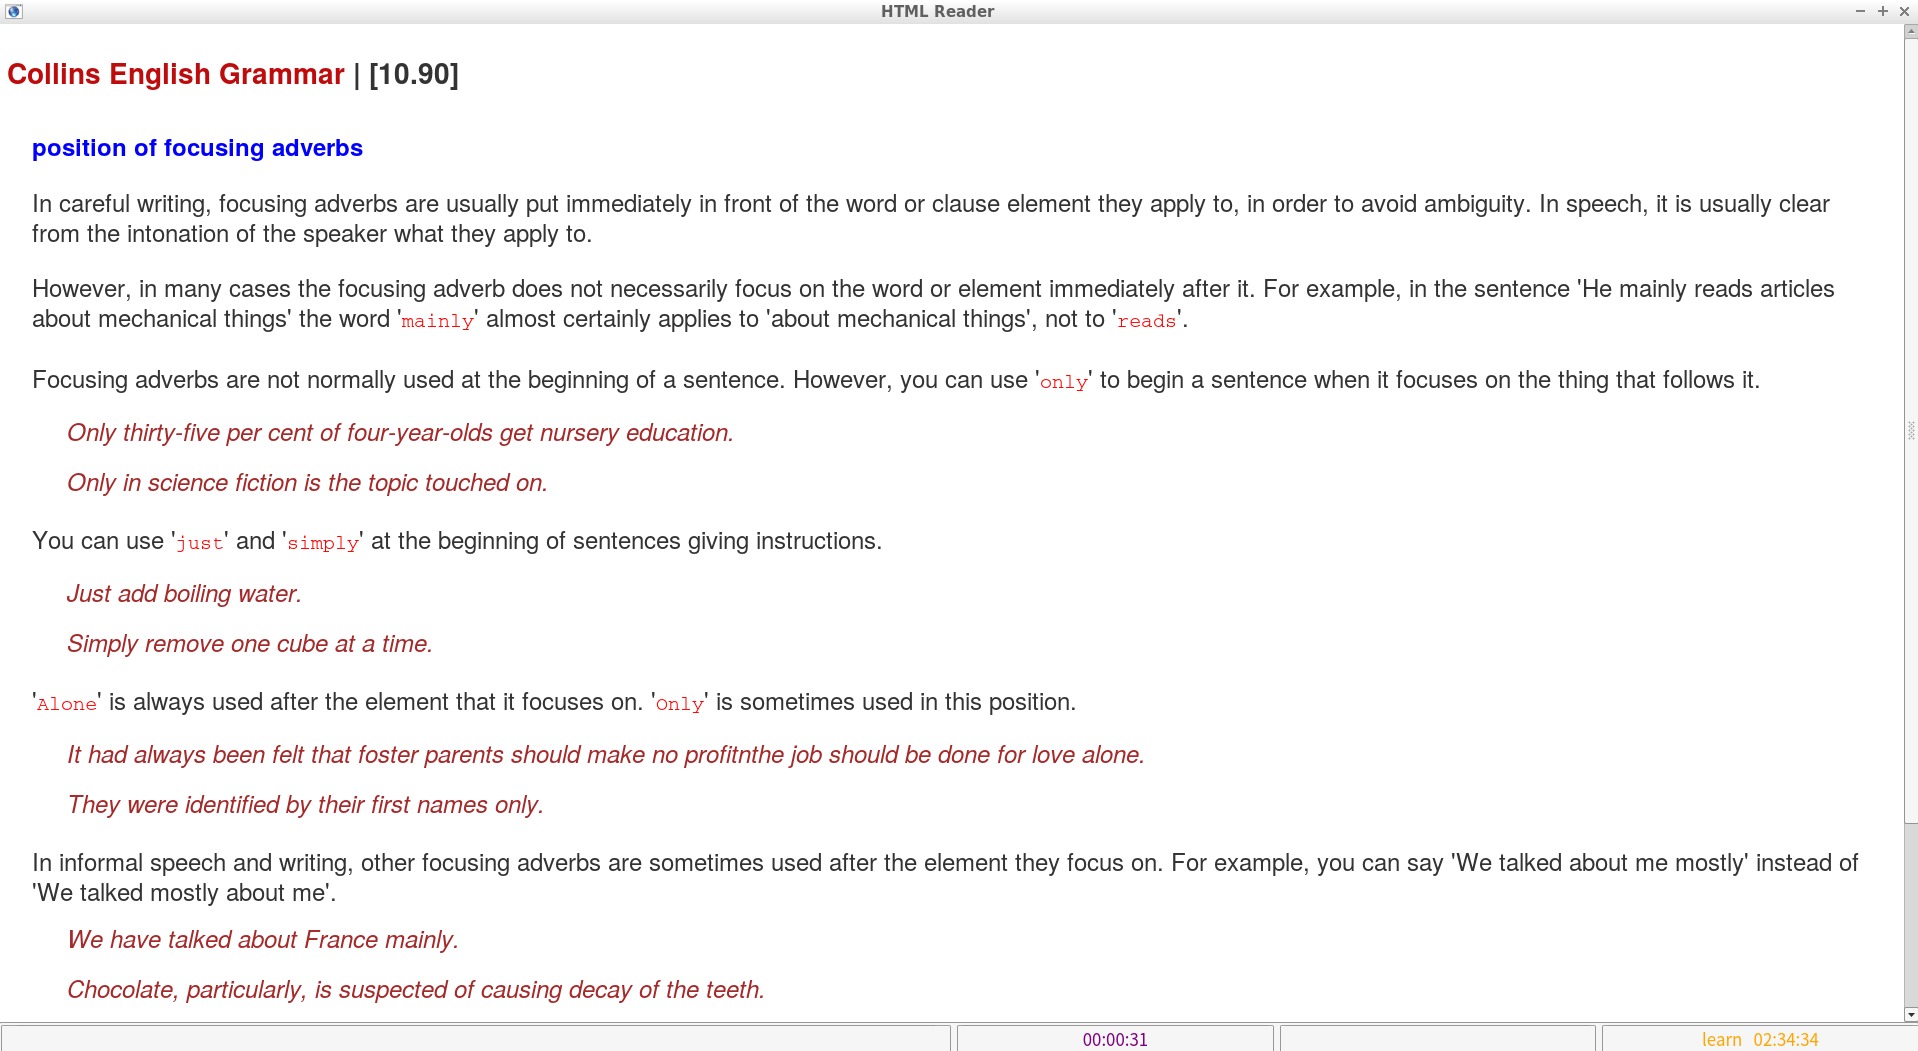 HTML Reader
Collins English Grammar | [10.90]
position of focusing adverbs
In careful writing, focusing adverbs are usually put immediately in front of the word or clause element they apply to, in order to avoid ambiguity. In speech, it is usually clear
from the intonation of the speaker what they apply to.
However, in many cases the focusing adverb does not necessarily focus on the word or element immediately after it. For example, in the sentence 'He mainly reads articles
about mechanical things' the word 'mainly' almost certainly applies to 'about mechanical things', not to 'reads'.
Focusing adverbs are not normally used at the beginning of a sentence. However, you can use 'only' to begin a sentence when it focuses on the thing that follows it.
Only thirty-five per cent of four-year-olds get nursery education.
Only in science fiction is the topic touched on.
You can use 'just' and 'simply' at the beginning of sentences giving instructions.
Just add boiling water.
Simply remove one cube at a time.
'Alone' is always used after the element that it focuses on. 'Only' is sometimes used in this position.
It had always been felt that foster parents should make no profitnthe job should be done for love alone.
They were identified by their first names only.
In informal speech and writing, other focusing adverbs are sometimes used after the element they focus on. For example, you can say 'We talked about me mostly' instead of
'We talked mostly about me'.
We have talked about France mainly.
Chocolate, particularly, is suspected of causing decay of the teeth.
00:00:31
learn 02:34:34